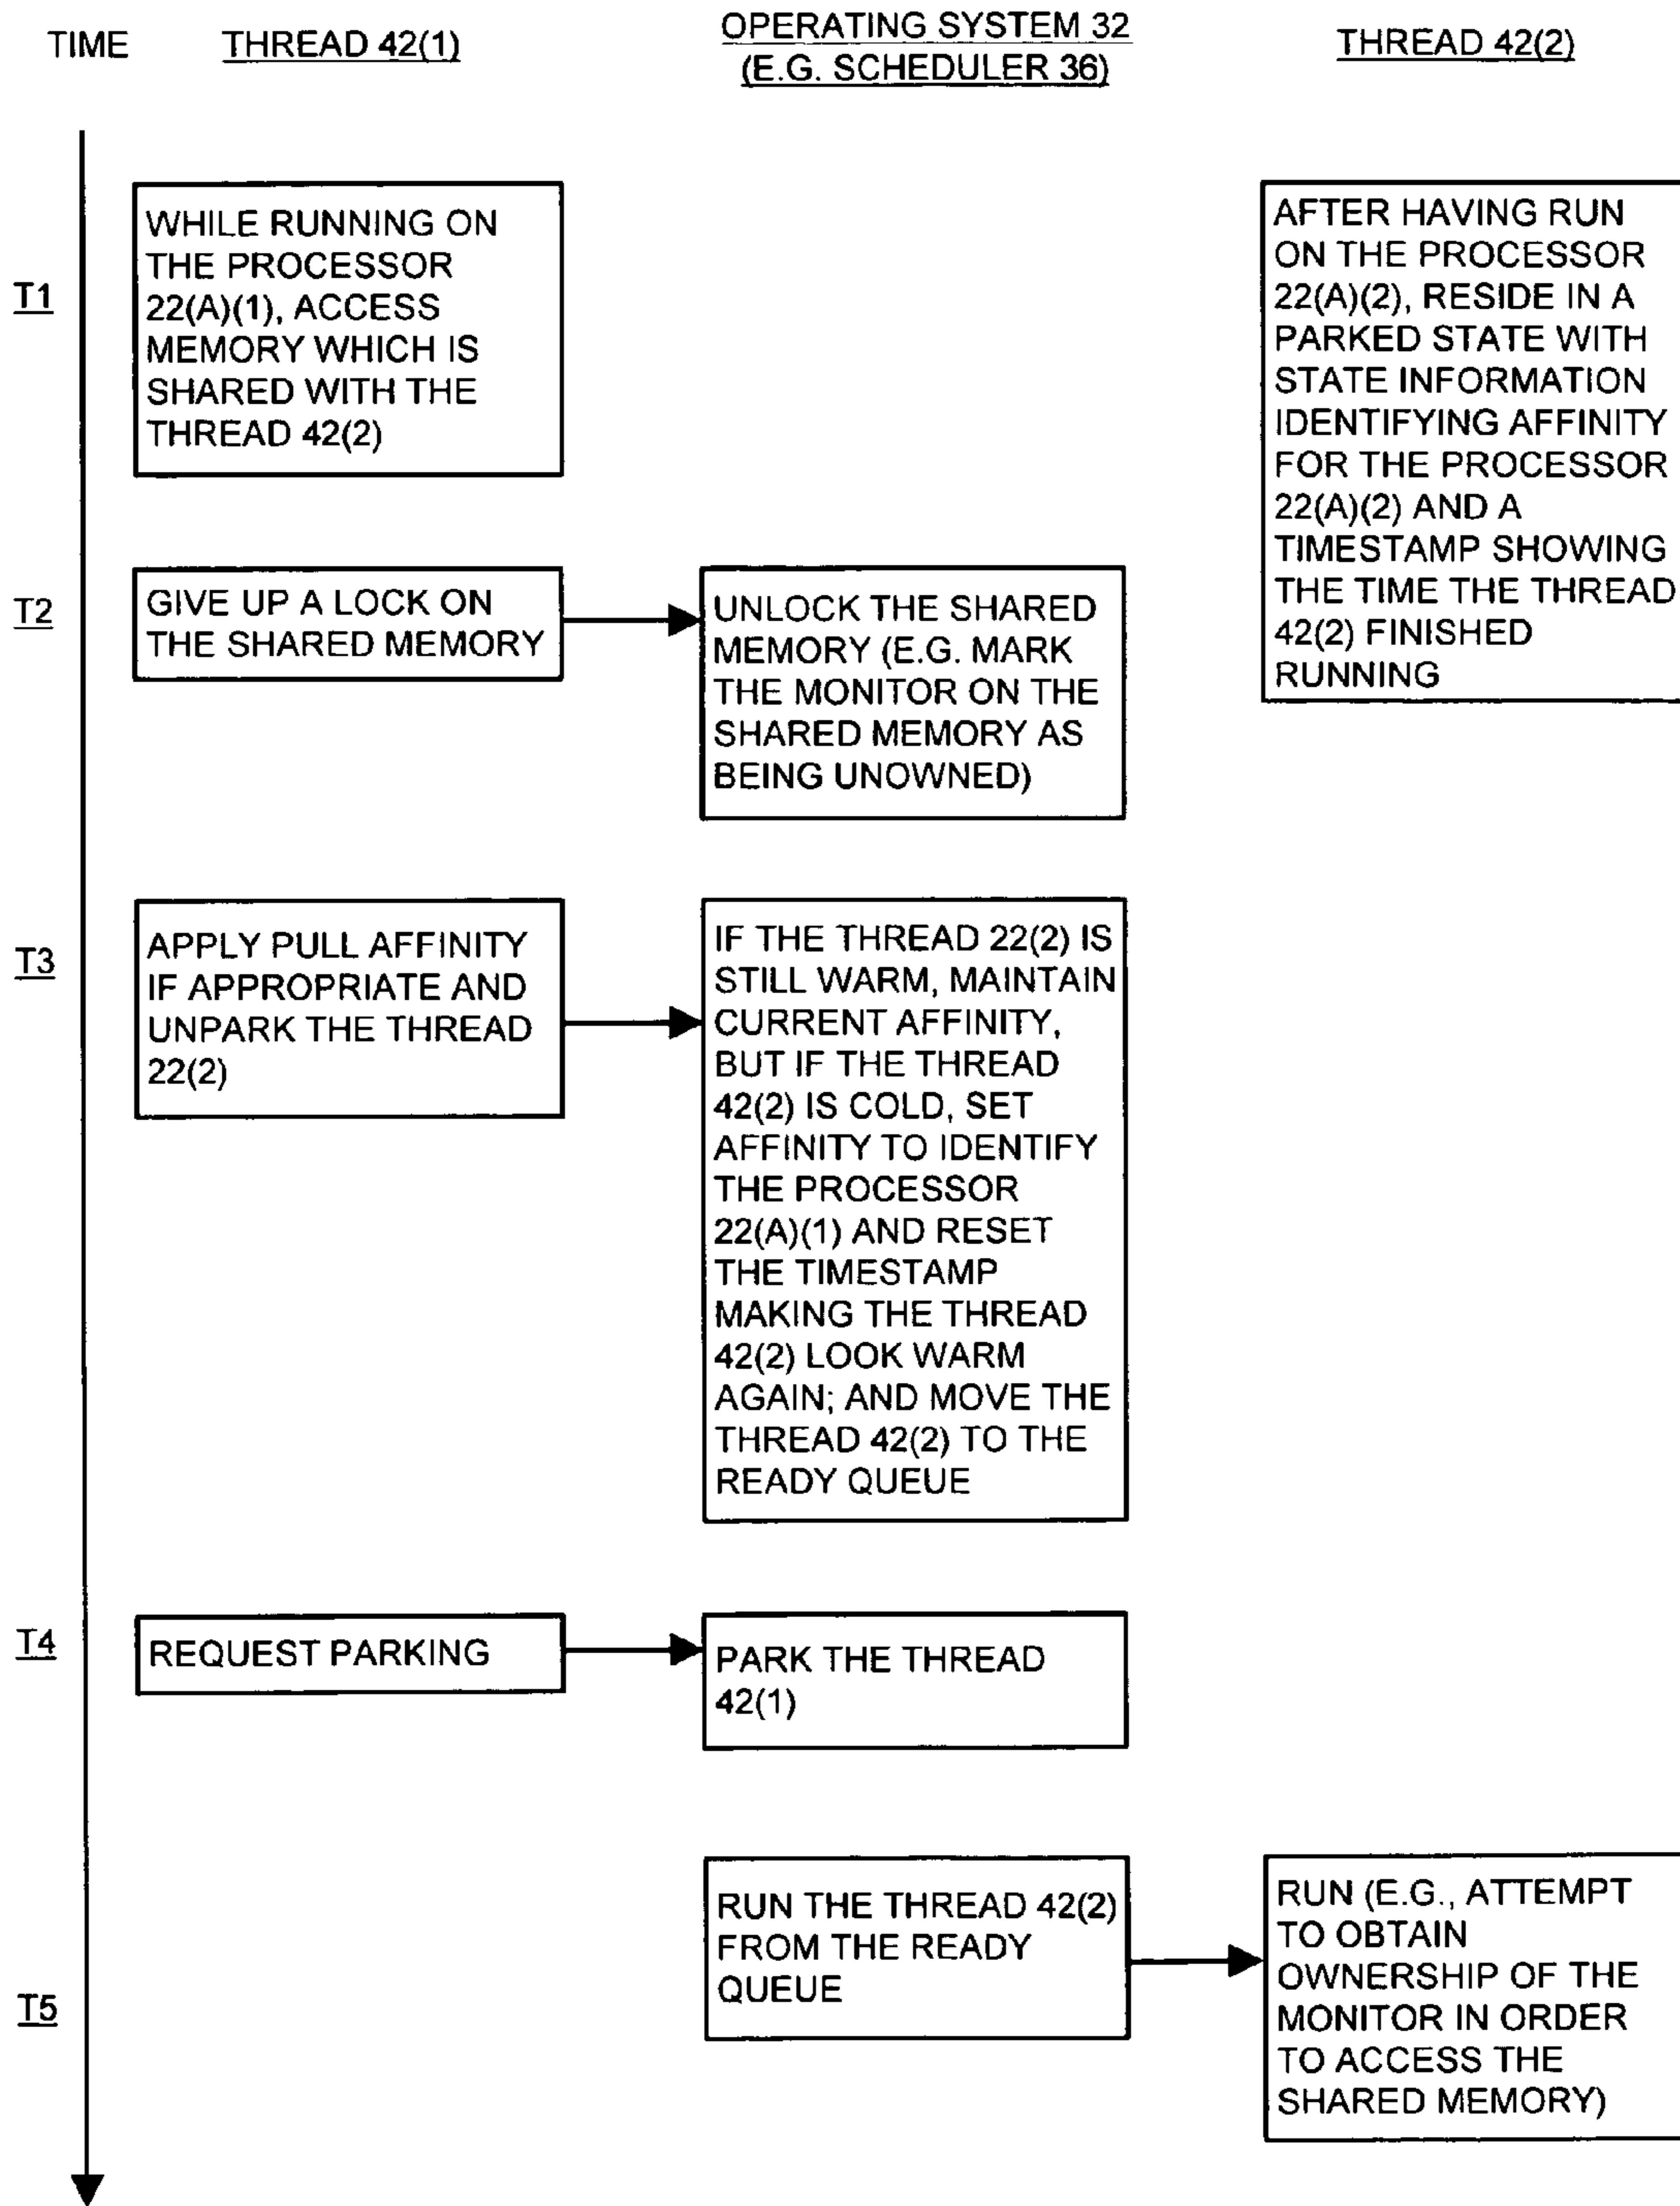 TIME
THREAD 42(1)
OPERATING SYSTEM 32
(E.G. SCHEDULER 36)
THREAD 42(2)
T1
WHILE RUNNING ON
THE PROCESSOR
22(A)(1), ACCESS
MEMORY WHICH IS
SHARED WITH THE
THREAD 42(2)
AFTER HAVING RUN
ON THE PROCESSOR
22(A)(2), RESIDE IN A
PARKED STATE WITH
STATE INFORMATION
IDENTIFYING AFFINITY
FOR THE PROCESSOR
22(A)(2) AND A
TIMESTAMP SHOWING
THE TIME THE THREAD
42(2) FINISHED
RUNNING
T2
GIVE UP A LOCK ON
THE SHARED MEMORY
UNLOCK THE SHARED
MEMORY (E.G. MARK
THE MONITOR ON THE
SHARED MEMORY AS
BEING UNOWNED)
T3
APPLY PULL AFFINITY
IF APPROPRIATE AND
UNPARK THE THREAD
22(2)
IF THE THREAD 22(2) IS
STILL WARM, MAINTAIN
CURRENT AFFINITY,
BUT IF THE THREAD
42(2) IS COLD, SET
AFFINITY TO IDENTIFY
THE PROCESSOR
22(A)(1) AND RESET
THE TIMESTAMP
MAKING THE THREAD
42(2) LOOK WARM
AGAIN; AND MOVE THE
THREAD 42(2) TO THE
READY QUEUE
T4
REQUEST PARKING
PARK THE THREAD
42(1)
T5
RUN THE THREAD 42(2)
FROM THE READY
QUEUE
RUN (E.G., ATTEMPT
TO OBTAIN
OWNERSHIP OF THE
MONITOR IN ORDER
TO ACCESS THE
SHARED MEMORY)